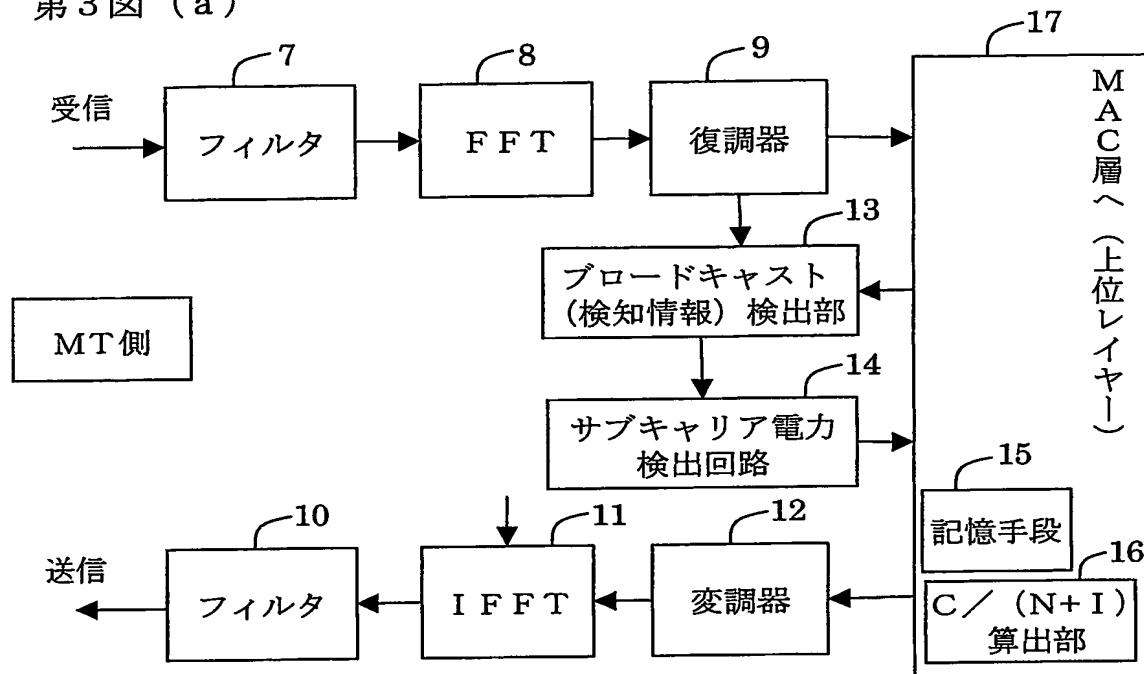 第3図(a)
17
7
8
9
受信
フィルタ
FFT
復調器
MAC層へ(上位レイヤー)
13
ブロードキャスト
(検知情報)検出部
MT側
14
サブキャリア電力
検出回路
15
記憶手段
10
11
12
16
送信
フィルタ
IFFT
変調器
C/(N+I)
算出部